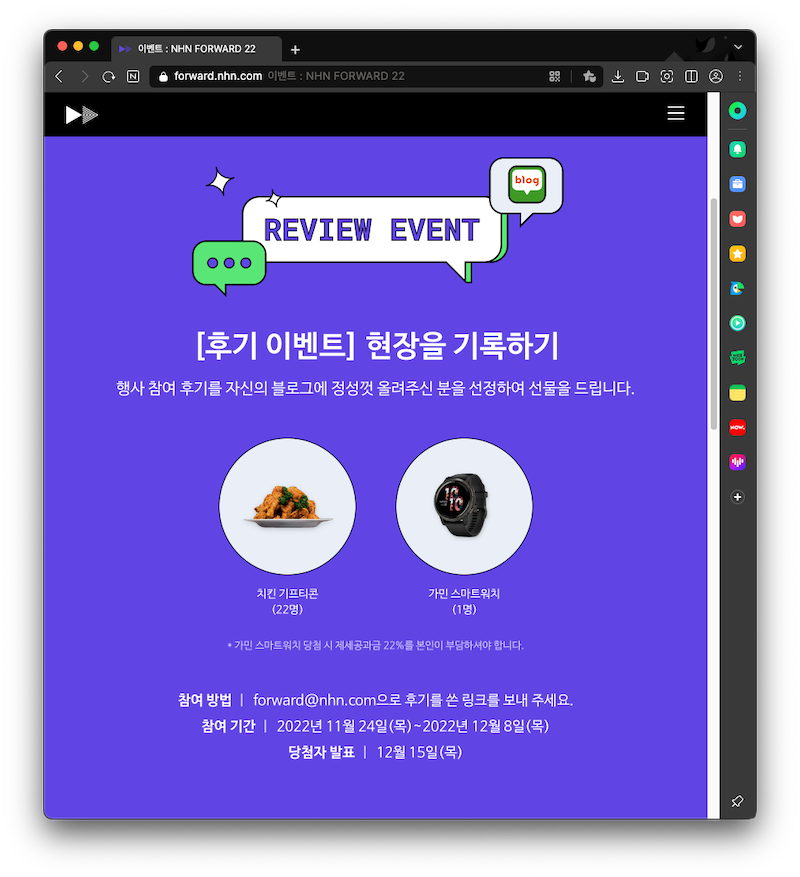 이벤트 : NHN FORWARD 22
forward.nhn.com 이벤트 : NHN FORWARD 22
blog
REVIEW EVENT
[후기 이벤트] 현장을 기록하기
행사 참여 후기를 자신의 블로그에 정성껏 올려주신 분을 선정하여 선물을 드립니다.
10
10
치킨 기프티콘
(22명)
가민 스마트워치
(1명)
* 가민 스마트워치 당첨 시 제세공과금 22%를 본인이 부담하셔야 합니다.
참여 방법 | forward@nhn.com으로 후기를 쓴 링크를 보내 주세요.
참여 기간 | 2022년 11월 24일(목)~2022년 12월 8일(목)
당첨자 발표 | 12월 15일(목)
NOW.